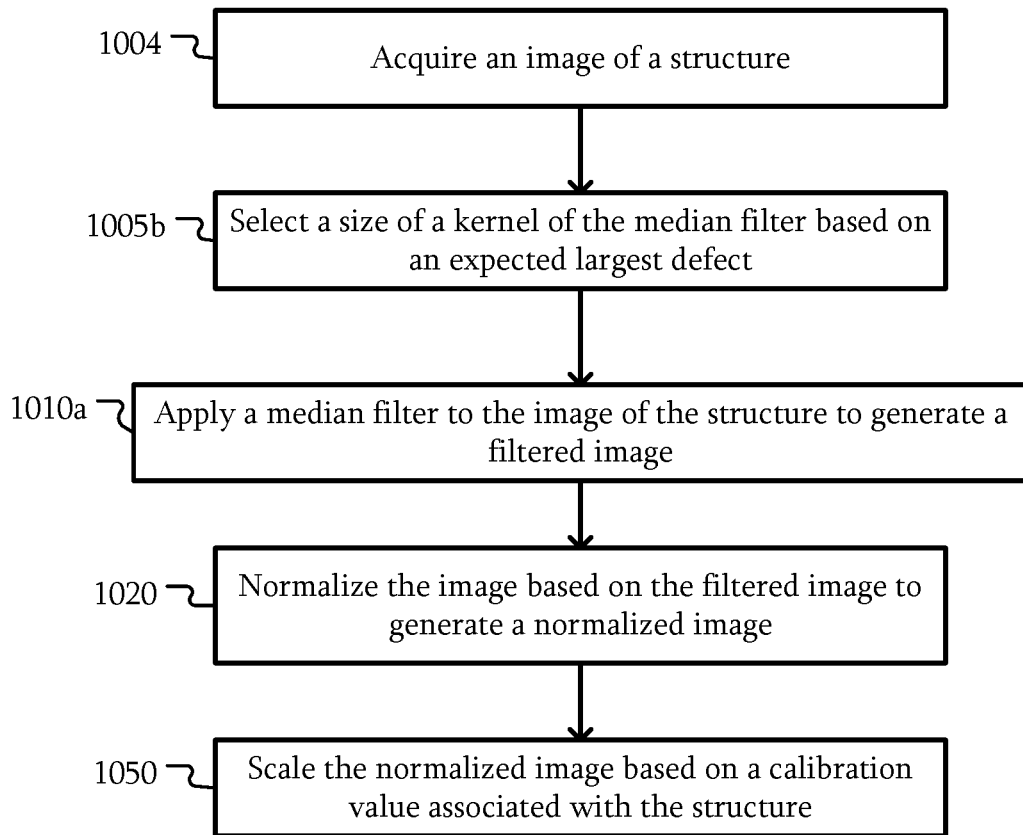 1004
Acquire an image of a structure
1005b
Select a size of a kernel of the median filter based on
an expected largest defect
1010a
Apply a median filter to the image of the structure to generate a
filtered image
1020
Normalize the image based on the filtered image to
generate a normalized image
1050
Scale the normalized image based on a calibration
value associated with the structure